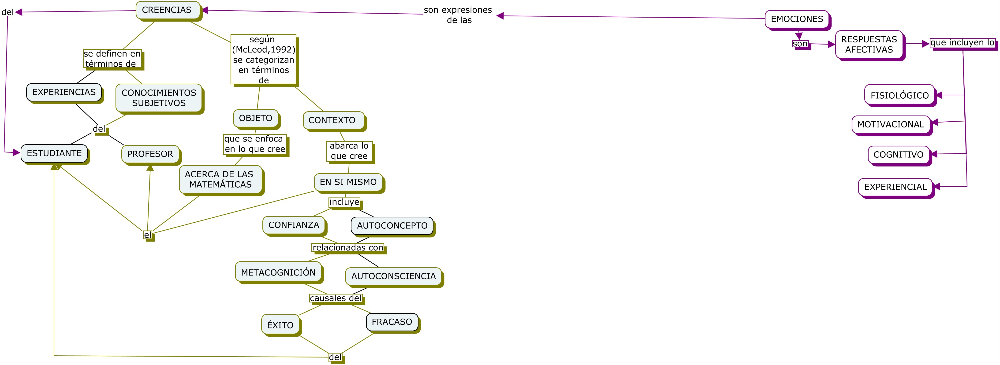 del
CREENCIAS
son expresiones
de las
EMOCIONES
son
RESPUESTAS
AFECTIVAS
que incluyen lo
FISIOLÓGICO
MOTIVACIONAL
COGNITIVO
EXPERIENCIAL
se definen en
términos de
según
(McLeod,1992)
se categorizan
en términos
de
EXPERIENCIAS
CONOCIMIENTOS
SUBJETIVOS
del
ESTUDIANTE
PROFESOR
OBJETO
CONTEXTO
que se enfoca
en lo que cree
abarca lo
que cree
ACERCA DE LAS
MATEMÁTICAS
EN SI MISMO
el
incluye
CONFIANZA
AUTOCONCEPTO
relacionadas con
METACOGNICIÓN
AUTOCONSCIENCIA
causales del
ÉXITO
FRACASO
del